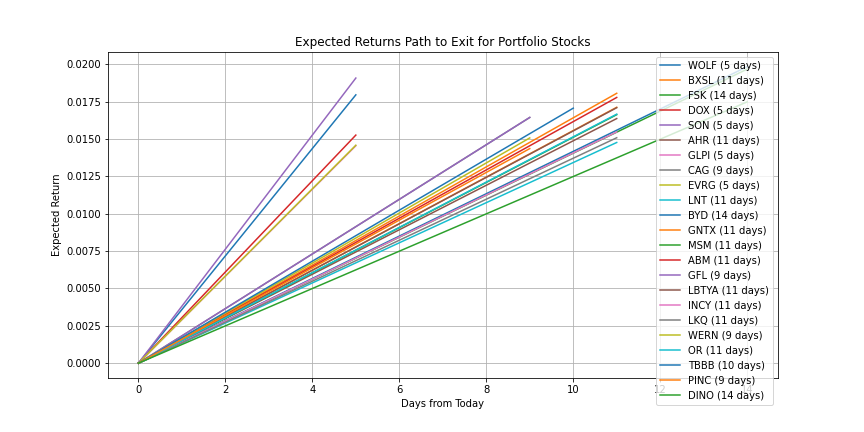 Expected Returns Path to Exit for Portfolio Stocks
Expected Return
0.0200
0.0175
0.0150
0.0125
0.0100
0.0075
0.0050
0.0025
0.0000
0 2 4 6 8 10 12 14
Days from Today
WOLF (5 days)
BXSL (11 days)
FSK (14 days)
DOX (5 days)
SON (5 days)
AHR (11 days)
GLPI (5 days)
CAG (9 days)
EVRG (5 days)
LNT (11 days)
BYD (14 days)
GNTX (11 days)
MSM (11 days)
ABM (11 days)
GFL (9 days)
LBTYA (11 days)
INCY (11 days)
LKQ (11 days)
WERN (9 days)
OR (11 days)
TBBB (10 days)
PINC (9 days)
DINO (14 days)